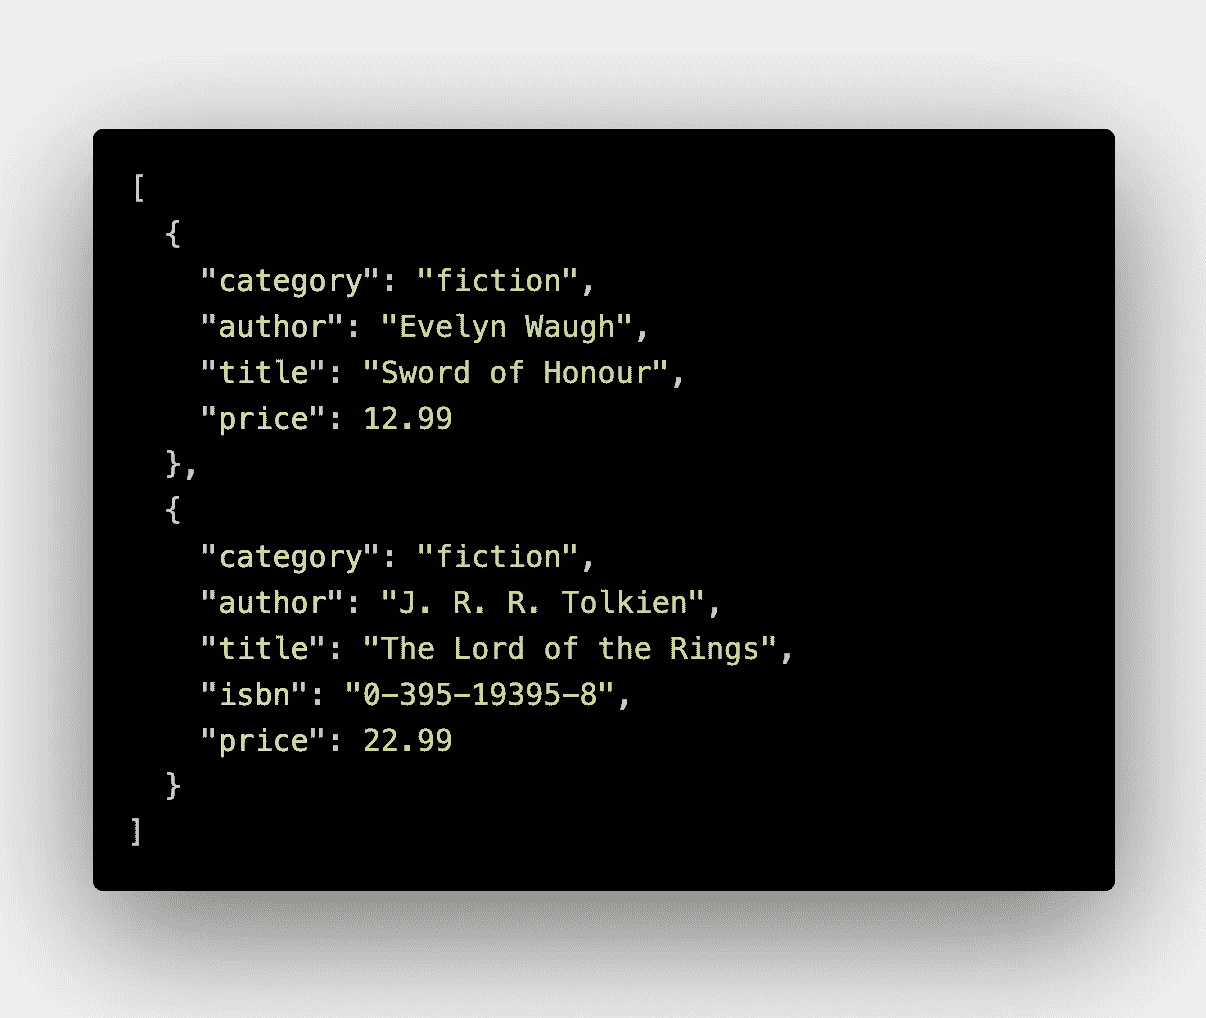 [
  {
    "category": "fiction",
    "author": "Evelyn Waugh",
    "title": "Sword of Honour",
    "price": 12.99
  },
  {
    "category": "fiction",
    "author": "J. R. R. Tolkien",
    "title": "The Lord of the Rings",
    "isbn": "0-395-19395-8",
    "price": 22.99
  }
]